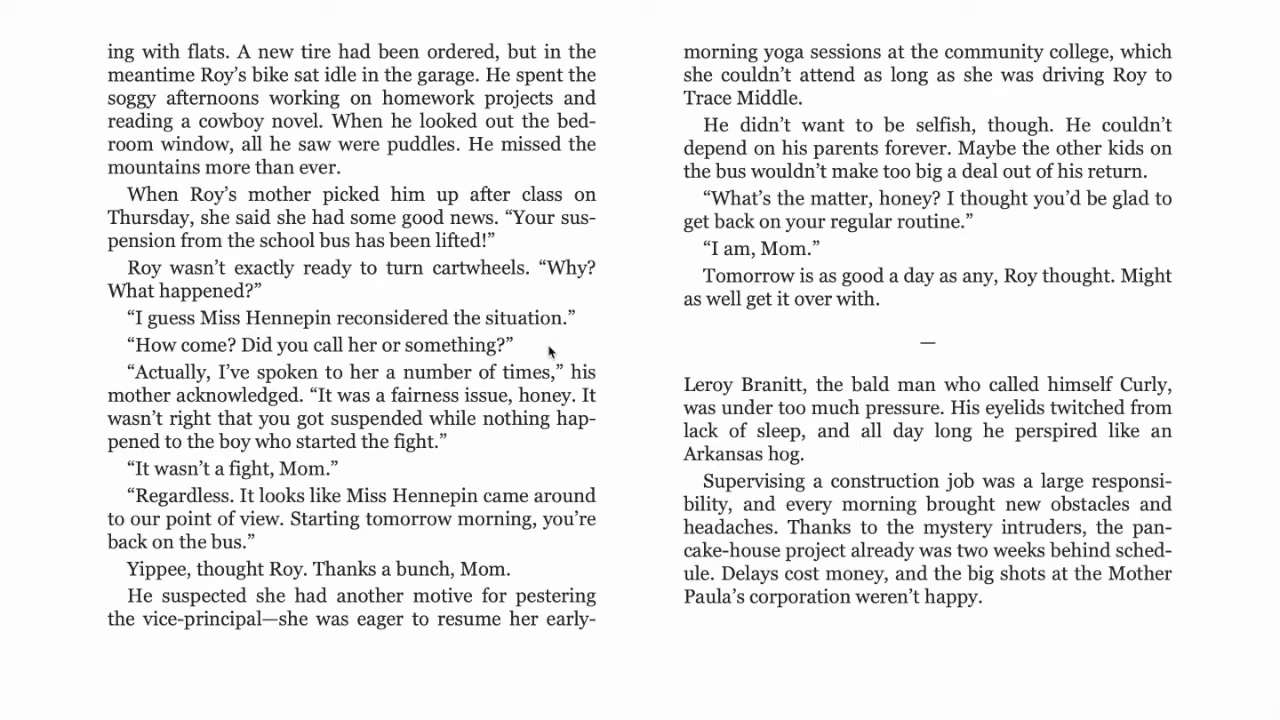 ing with flats. A new tire had been ordered, but in the
meantime Roy’s bike sat idle in the garage. He spent the
soggy afternoons working on homework projects and
reading a cowboy novel. When he looked out the bed-
room window, all he saw were puddles. He missed the
mountains more than ever.
When Roy’s mother picked him up after class on
Thursday, she said she had some good news. “Your sus-
pension from the school bus has been lifted!”
Roy wasn’t exactly ready to turn cartwheels. “Why?
What happened?”
“I guess Miss Hennepin reconsidered the situation.”
“How come? Did you call her or something?”
“Actually, I’ve spoken to her a number of times,” his
mother acknowledged. “It was a fairness issue, honey. It
wasn’t right that you got suspended while nothing hap-
pened to the boy who started the fight.”
“It wasn’t a fight, Mom.”
“Regardless. It looks like Miss Hennepin came around
to our point of view. Starting tomorrow morning, you’re
back on the bus.”
Yippee, thought Roy. Thanks a bunch, Mom.
He suspected she had another motive for pestering
the vice-principal—she was eager to resume her early-
morning yoga sessions at the community college, which
she couldn’t attend as long as she was driving Roy to
Trace Middle.
He didn’t want to be selfish, though. He couldn’t
depend on his parents forever. Maybe the other kids on
the bus wouldn’t make too big a deal out of his return.
“What’s the matter, honey? I thought you’d be glad to
get back on your regular routine.”
“I am, Mom.”
Tomorrow is as good a day as any, Roy thought. Might
as well get it over with.
—
Leroy Branitt, the bald man who called himself Curly,
was under too much pressure. His eyelids twitched from
lack of sleep, and all day long he perspired like an
Arkansas hog.
Supervising a construction job was a large responsi-
bility, and every morning brought new obstacles and
headaches. Thanks to the mystery intruders, the pan-
cake-house project already was two weeks behind sched-
ule. Delays cost money, and the big shots at the Mother
Paula’s corporation weren’t happy.